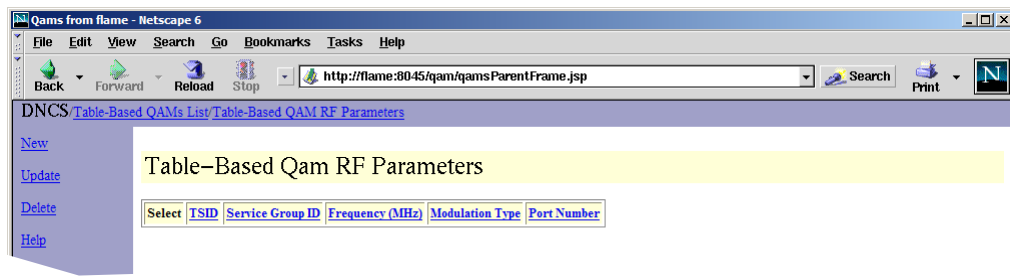 Qams from flame - Netscape 6
File Edit View Search Go Bookmarks Tasks Help
Back Forward Reload Stop http://flame:8045/qam/qamsParentFrame.jsp Search Print N
DNCS/Table-Based QAMs List/Table-Based QAM RF Parameters
New
Table-Based Qam RF Parameters
Update
Delete
Select TSID Service Group ID Frequency (MHz) Modulation Type Port Number
Help